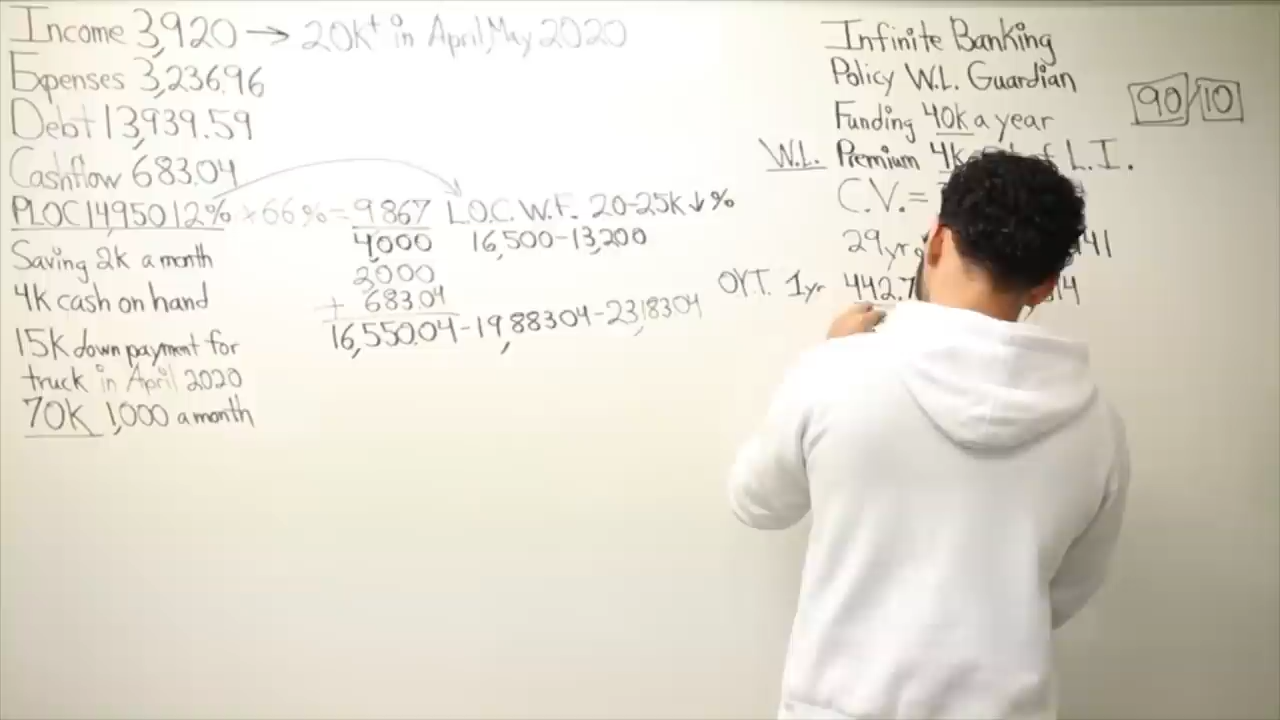 Income 3,920 → 20K+ in April, May 2020
Expenses 3,236.96
Debt 13,939.59
Cashflow 683.04
PLOC 14,950 12% × 66% = 9867 L.O.C. W.F. 20-25K ↓ %
4000 16,500-13,200
Saving 2K a month
2000
4K cash on hand
+ 683.04
16,550.04-19,883.04-23,183.04
15K down payment for
truck in April 2020
70K 1,000 a month
Infinite Banking
Policy W.L. Guardian
90/10
Funding 40K a year
W.L. Premium 4K of L.I.
C.V. =
29yr
OYT. 1yr 442.7